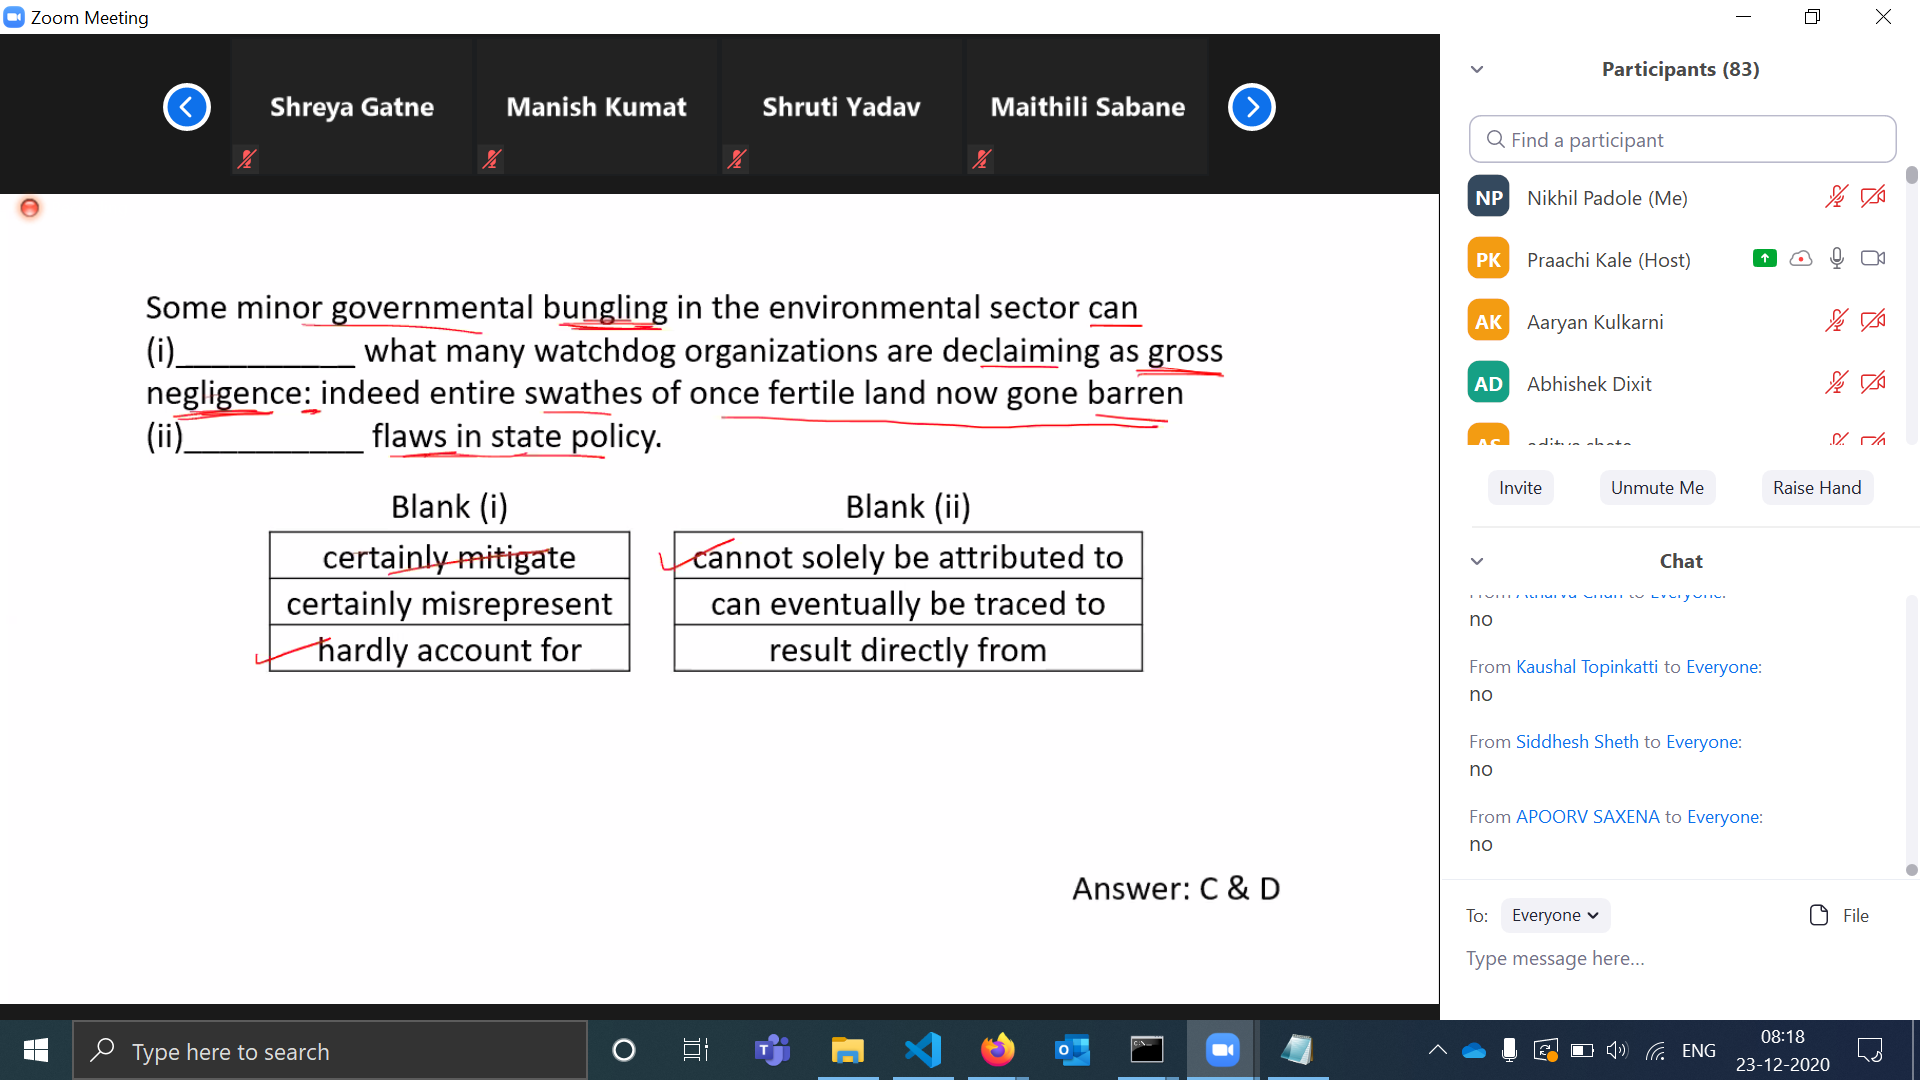 Zoom Meeting
Shreya Gatne
Manish Kumat
Shruti Yadav
Maithili Sabane
Some minor governmental bungling in the environmental sector can
(i)__________ what many watchdog organizations are declaiming as gross
negligence: indeed entire swathes of once fertile land now gone barren
(ii)__________ flaws in state policy.
Blank (i)
Blank (ii)
certainly mitigate
cannot solely be attributed to
certainly misrepresent
can eventually be traced to
hardly account for
result directly from
Answer: C & D
Participants (83)
Find a participant
NP Nikhil Padole (Me)
PK Praachi Kale (Host)
AK Aaryan Kulkarni
AD Abhishek Dixit
AS
Invite
Unmute Me
Raise Hand
Chat
to Everyone:
no
From Kaushal Topinkatti to Everyone:
no
From Siddhesh Sheth to Everyone:
no
From APOORV SAXENA to Everyone:
no
To: Everyone
File
Type message here...
Type here to search
ENG
08:18
23-12-2020